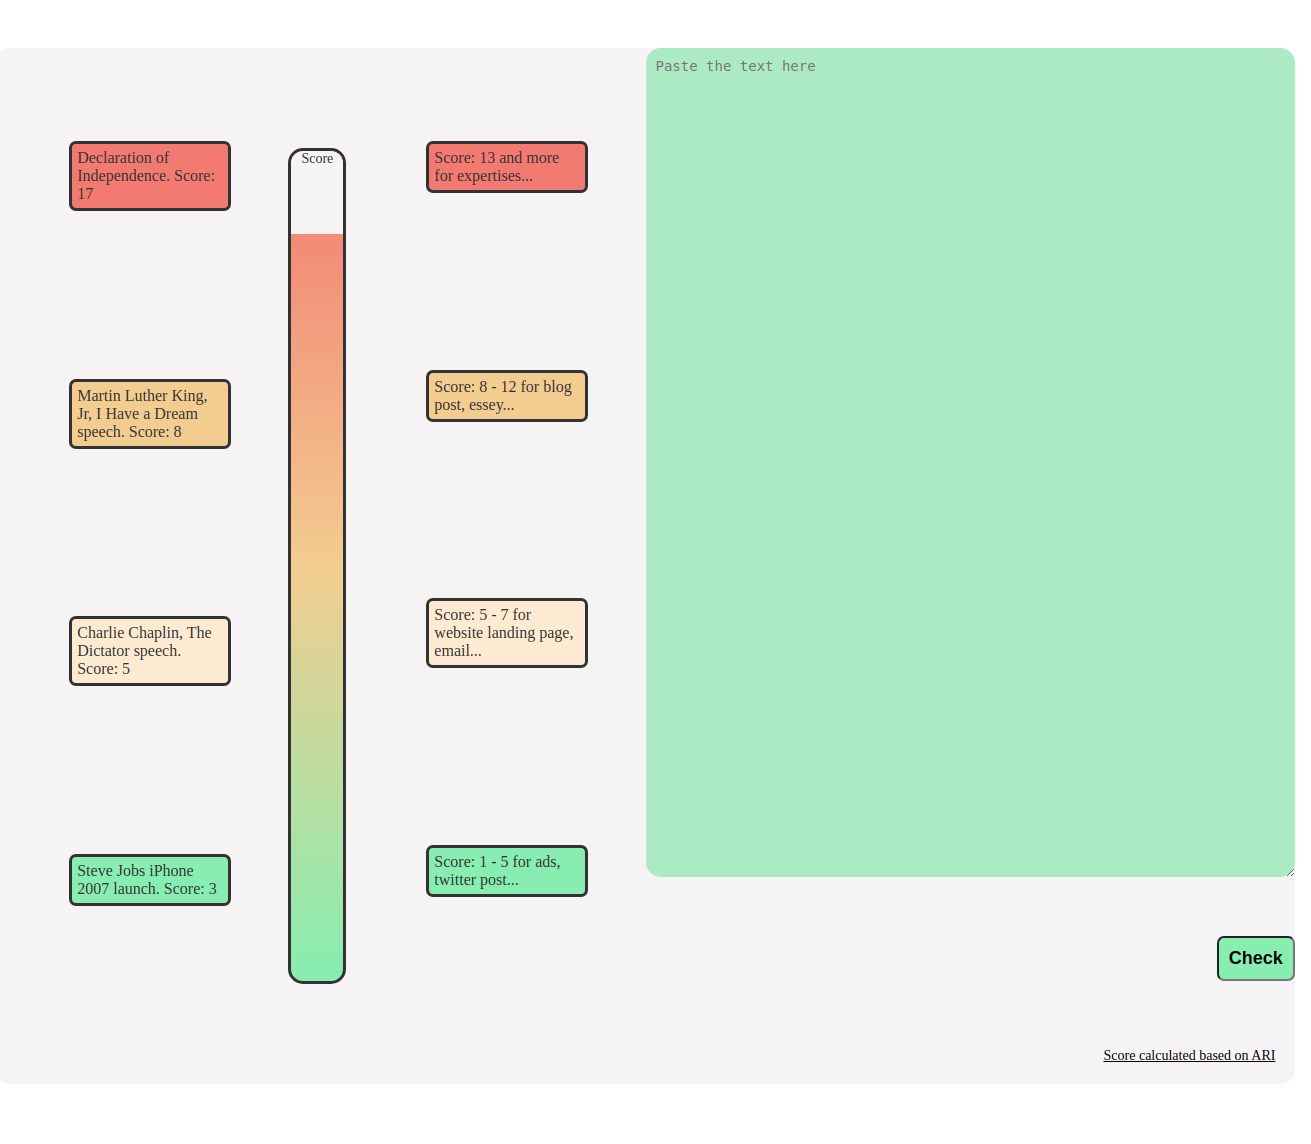 Paste the text here
Declaration of
Independence. Score:
17
Score
Score: 13 and more
for expertises...
Martin Luther King,
Jr, I Have a Dream
speech. Score: 8
Score: 8 - 12 for blog
post, essey...
Charlie Chaplin, The
Dictator speech.
Score: 5
Score: 5 - 7 for
website landing page,
email...
Steve Jobs iPhone
2007 launch. Score: 3
Score: 1 - 5 for ads,
twitter post...
Check
Score calculated based on ARI